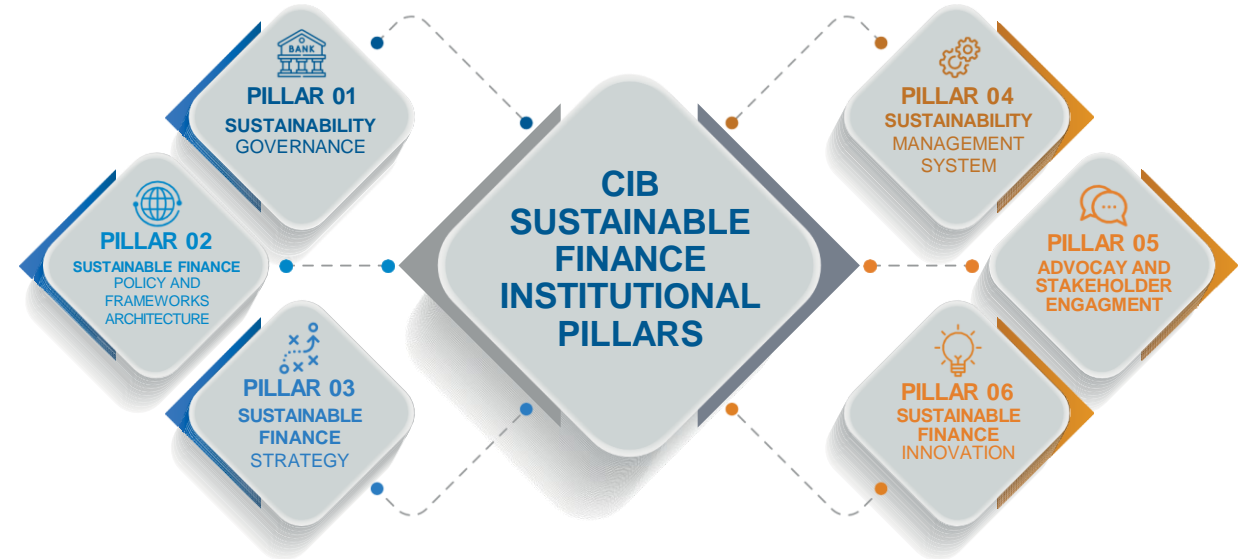 BANK
PILLAR 01
SUSTAINABILITY
GOVERNANCE
PILLAR 02
SUSTAINABLE FINANCE
POLICY AND
FRAMEWORKS
ARCHITECTURE
PILLAR 03
SUSTAINABLE
FINANCE
STRATEGY
CIB
SUSTAINABLE
FINANCE
INSTITUTIONAL
PILLARS
PILLAR 04
SUSTAINABILITY
MANAGEMENT
SYSTEM
PILLAR 05
ADVOCAY AND
STAKEHOLDER
ENGAGMENT
PILLAR 06
SUSTAINABLE
FINANCE
INNOVATION